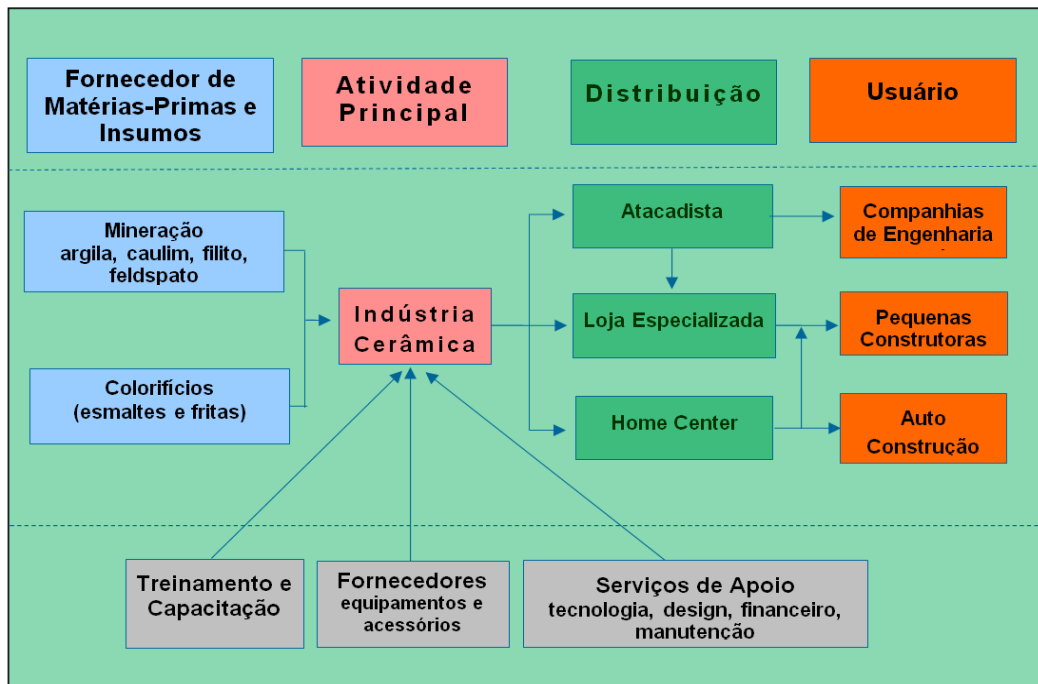 Fornecedor de
Matérias-Primas e
Insumos
Atividade
Principal
Distribuição
Usuário
Mineração
argila, caulim, filito,
feldspato
Colorifícios
(esmaltes e fritas)
Indústria
Cerâmica
Atacadista
Loja Especializada
Home Center
Companhias
de Engenharia
Pequenas
Construtoras
Auto
Construção
Treinamento e
Capacitação
Fornecedores
equipamentos e
acessórios
Serviços de Apoio
tecnologia, design, financeiro,
manutenção